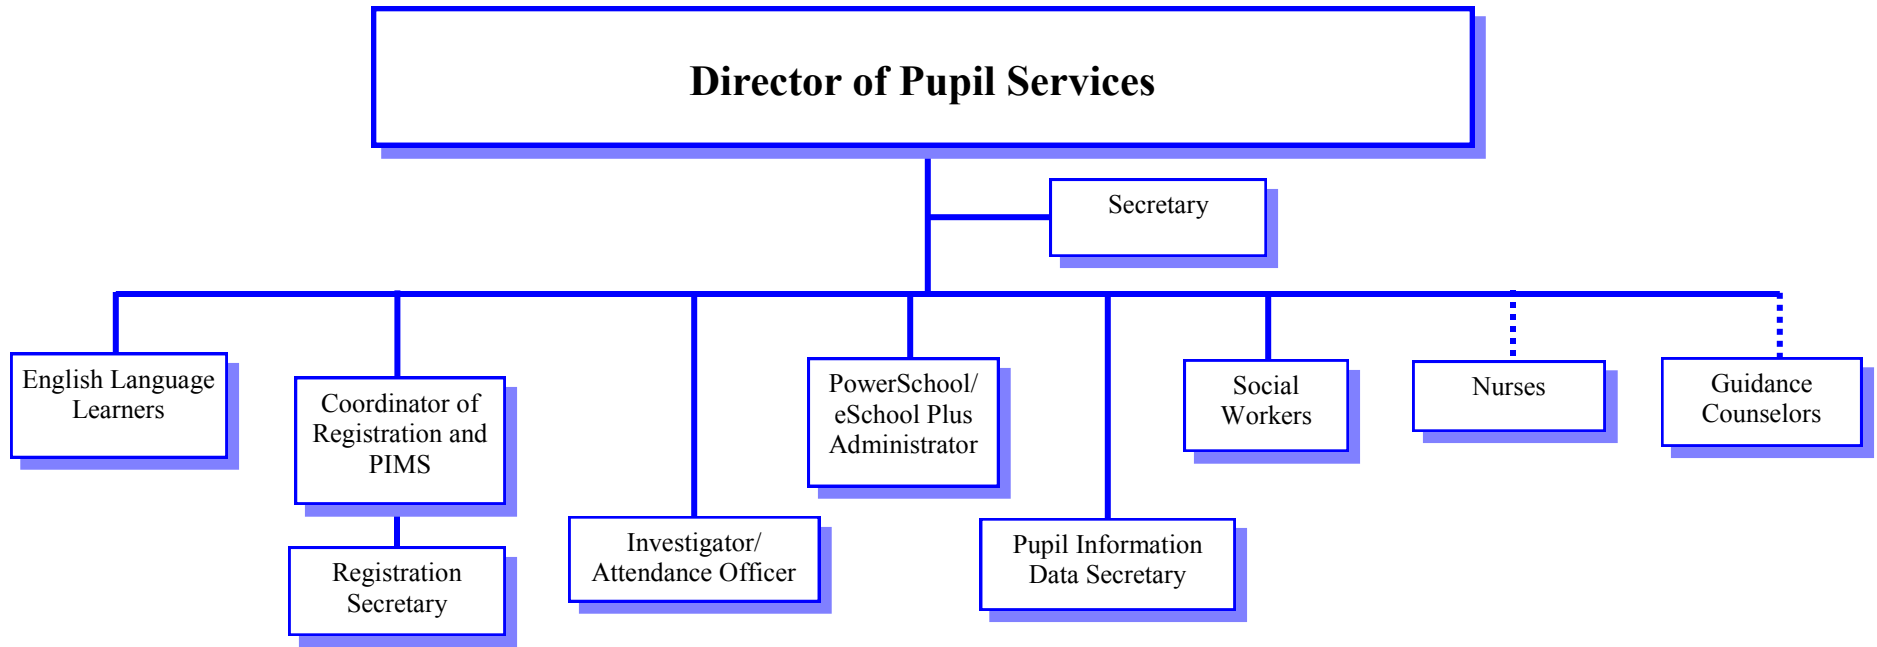 Director of Pupil Services
Secretary
English Language
Learners
Coordinator of
Registration and
PIMS
Registration
Secretary
Investigator/
Attendance Officer
PowerSchool/
eSchool Plus
Administrator
Pupil Information
Data Secretary
Social
Workers
Nurses
Guidance
Counselors